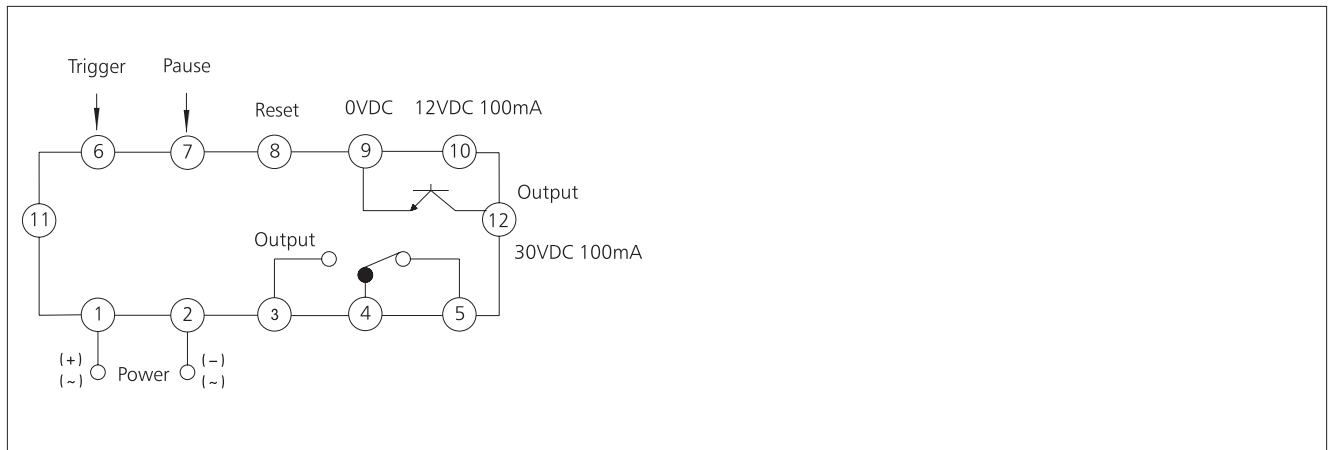 Trigger Pause
Reset 0VDC 12VDC 100mA
6 7 8 9 10
Output
11 12
Output
30VDC 100mA
1 2 3 4 5
(+) (−)
(~) Power (~)